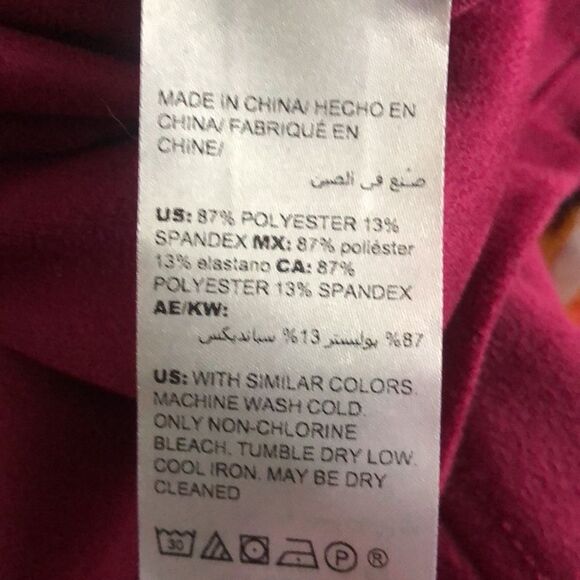 MADE IN CHINA/ HECHO EN
CHINA/ FABRIQUÉ EN
CHINE/
صنع في الصين
US: 87% POLYESTER 13%
SPANDEX MX: 87% poliéster
13% elastano CA: 87%
POLYESTER 13% SPANDEX
AE/KW:
87% بوليستر 13% سبانديكس
US: WITH SIMILAR COLORS.
MACHINE WASH COLD.
ONLY NON-CHLORINE
BLEACH. TUMBLE DRY LOW.
COOL IRON. MAY BE DRY
CLEANED
30 P ®